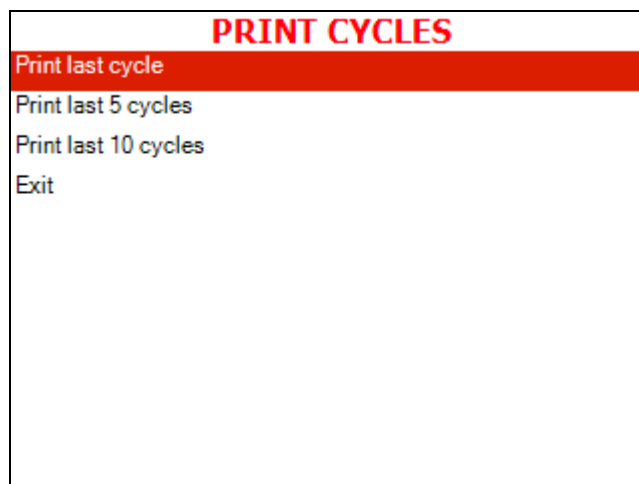 PRINT CYCLES
Print last cycle
Print last 5 cycles
Print last 10 cycles
Exit